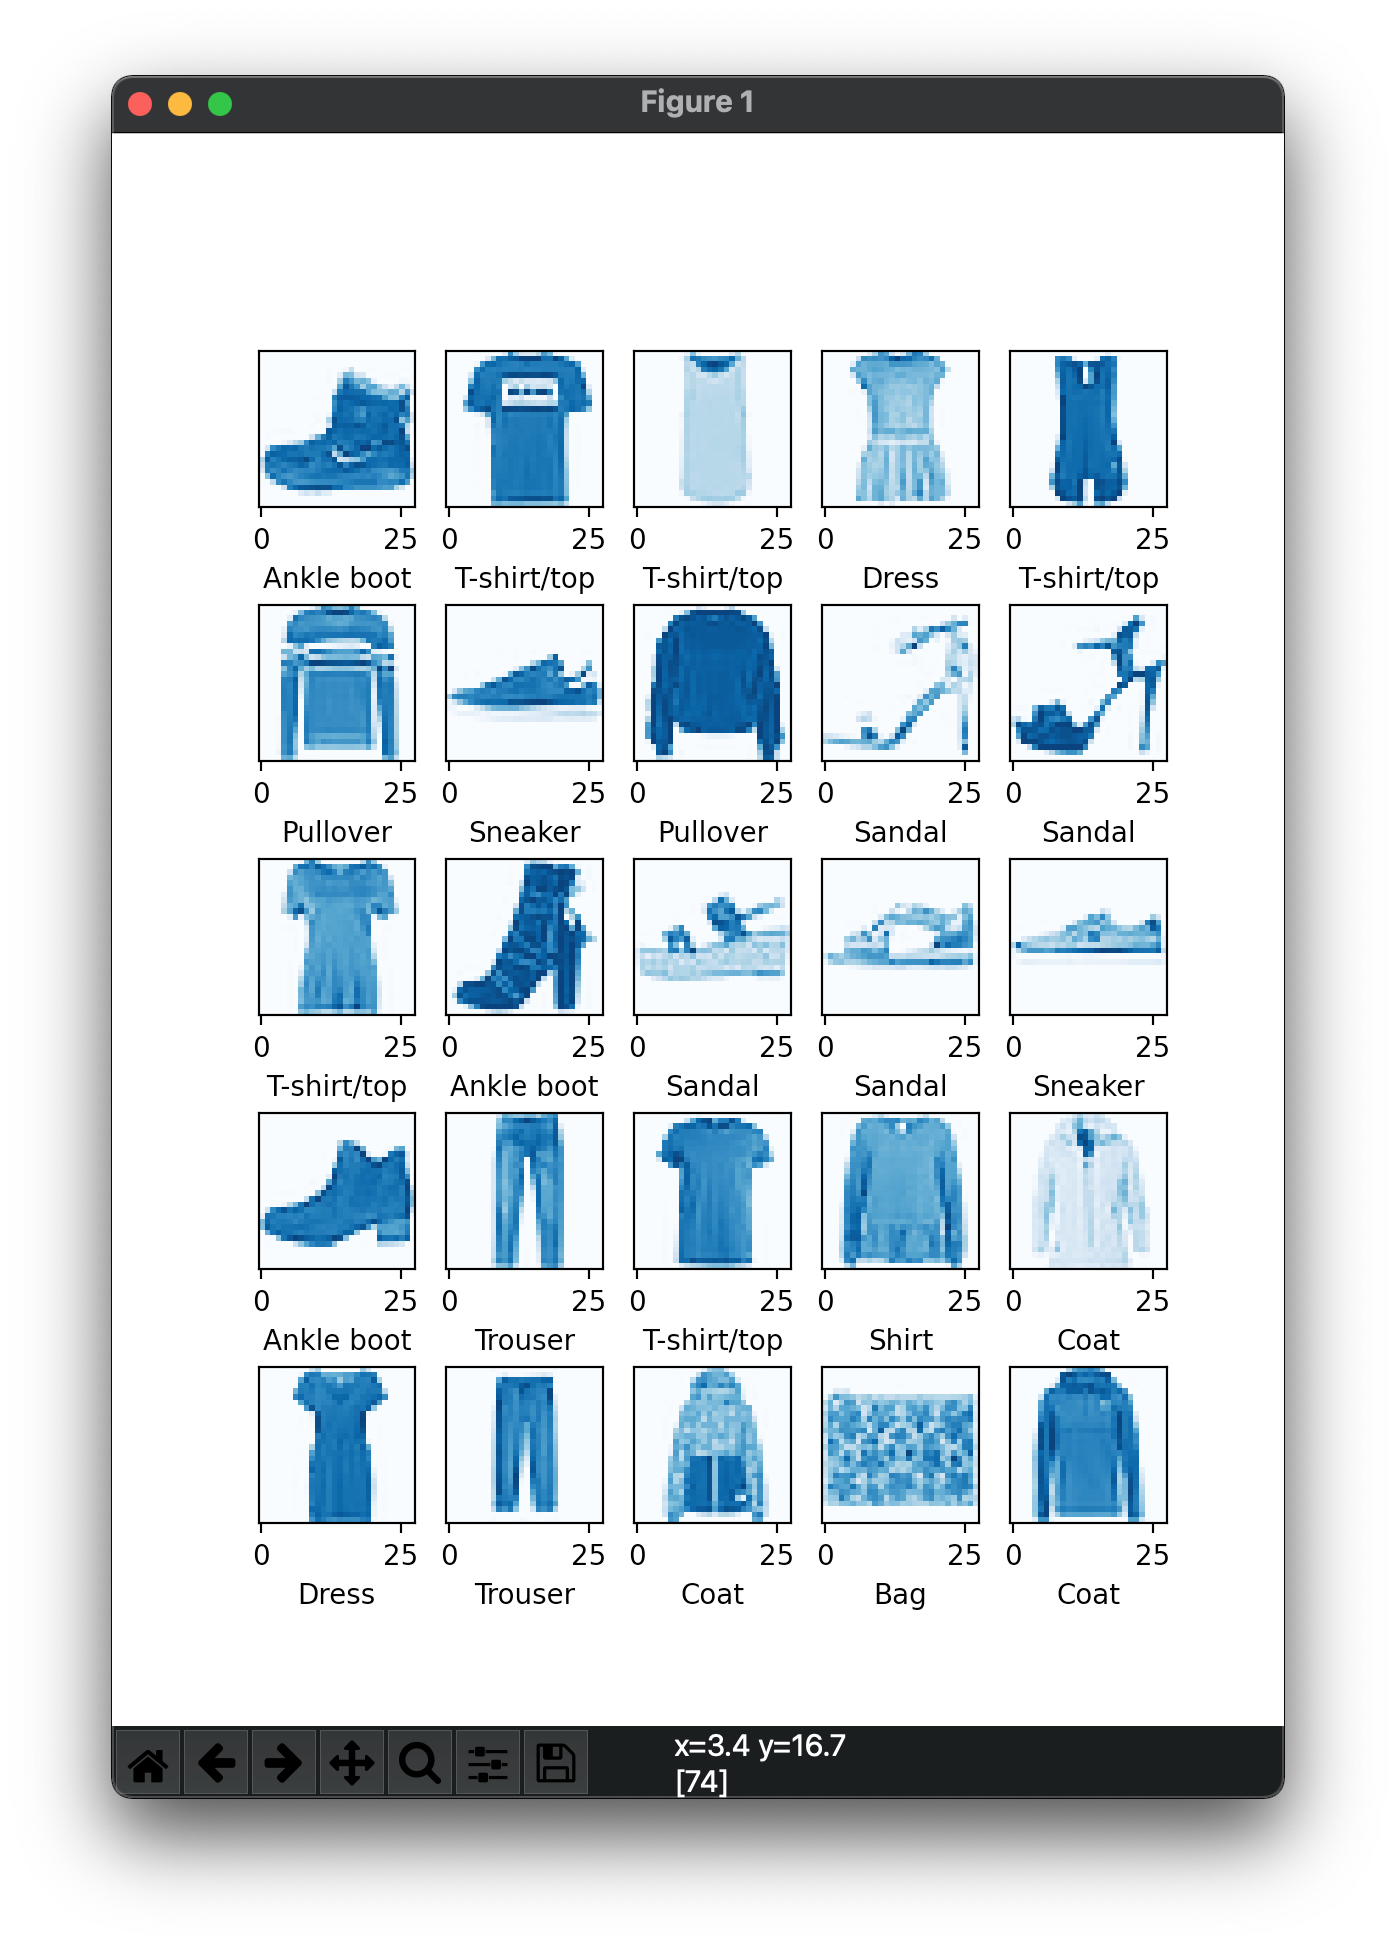 Figure 1
0 25 0 25 0 25 0 25 0 25
Ankle boot T-shirt/top T-shirt/top Dress T-shirt/top
0 25 0 25 0 25 0 25 0 25
Pullover Sneaker Pullover Sandal Sandal
0 25 0 25 0 25 0 25 0 25
T-shirt/top Ankle boot Sandal Sandal Sneaker
0 25 0 25 0 25 0 25 0 25
Ankle boot Trouser T-shirt/top Shirt Coat
0 25 0 25 0 25 0 25 0 25
Dress Trouser Coat Bag Coat
x=3.4 y=16.7
[74]